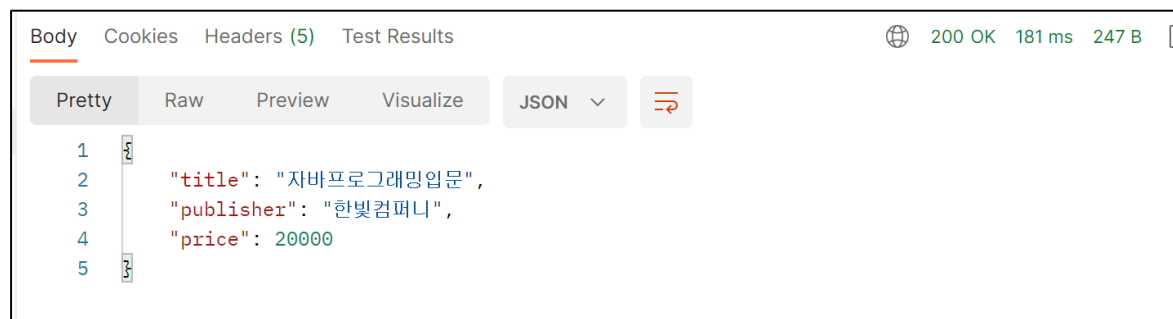 Body Cookies Headers (5) Test Results 200 OK 181 ms 247 B
Pretty Raw Preview Visualize JSON
1 {
2 "title": "자바프로그래밍입문",
3 "publisher": "한빛컴퍼니",
4 "price": 20000
5 }